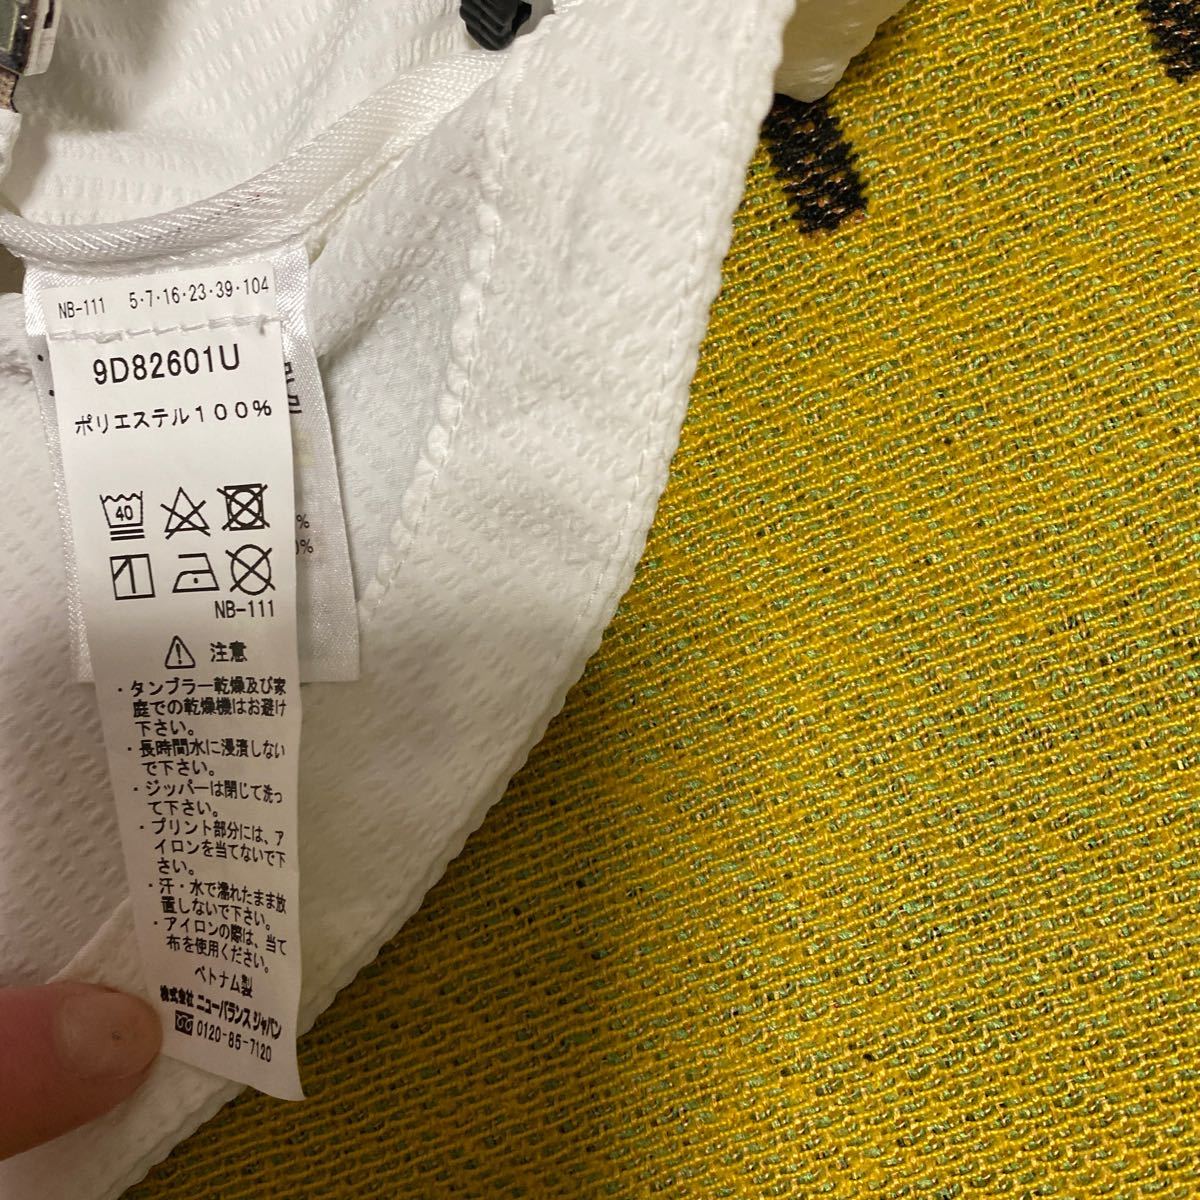 NB-111 5・7・16・23・39・104
9D82601U
ポリエステル100%
40
NB-111
注意
・タンブラー乾燥及び家
庭での乾燥機はお避け
下さい。
・長時間水に浸漬しない
で下さい。
・ジッパーは閉じて洗っ
て下さい。
・プリント部分には、ア
イロンを当てないで下
さい。
・汗・水で濡れたまま放
置しないで下さい。
・アイロンの際は、当て
布を使用ください。
ベトナム製
株式会社 ニューバランス ジャパン
0120-85-7120
%
0%